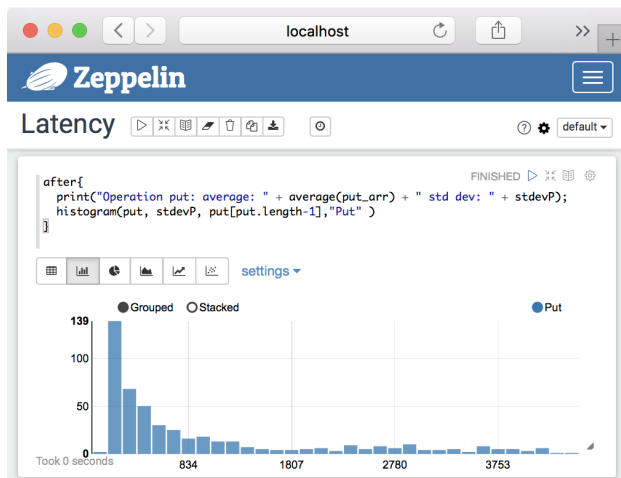 localhost
Zeppelin
Latency
default
FINISHED
after{
print("Operation put: average: " + average(put_arr) + " std dev: " + stdevP);
histogram(put, stdevP, put[put.length-1],"Put" )
}
settings
Grouped Stacked Put
139
100
50
0
Took 0 seconds
834 1807 2780 3753